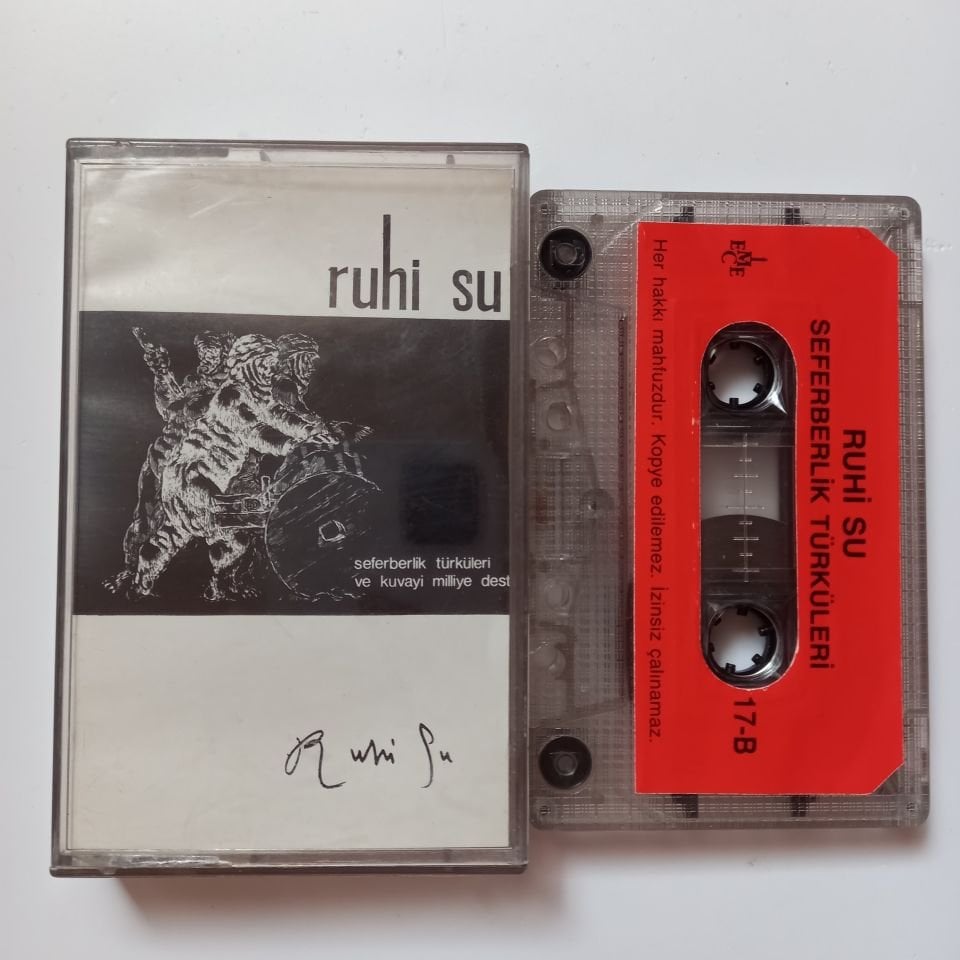 ruhi su
seferberlik türküleri
ve kuvayi milliye dest
Ruhi Su
RUHİ SU
SEFERBERLİK TÜRKÜLERİ
EMCE
17-B
Her hakkı mahfuzdur. Kopye edilemez. İzinsiz çalınamaz.